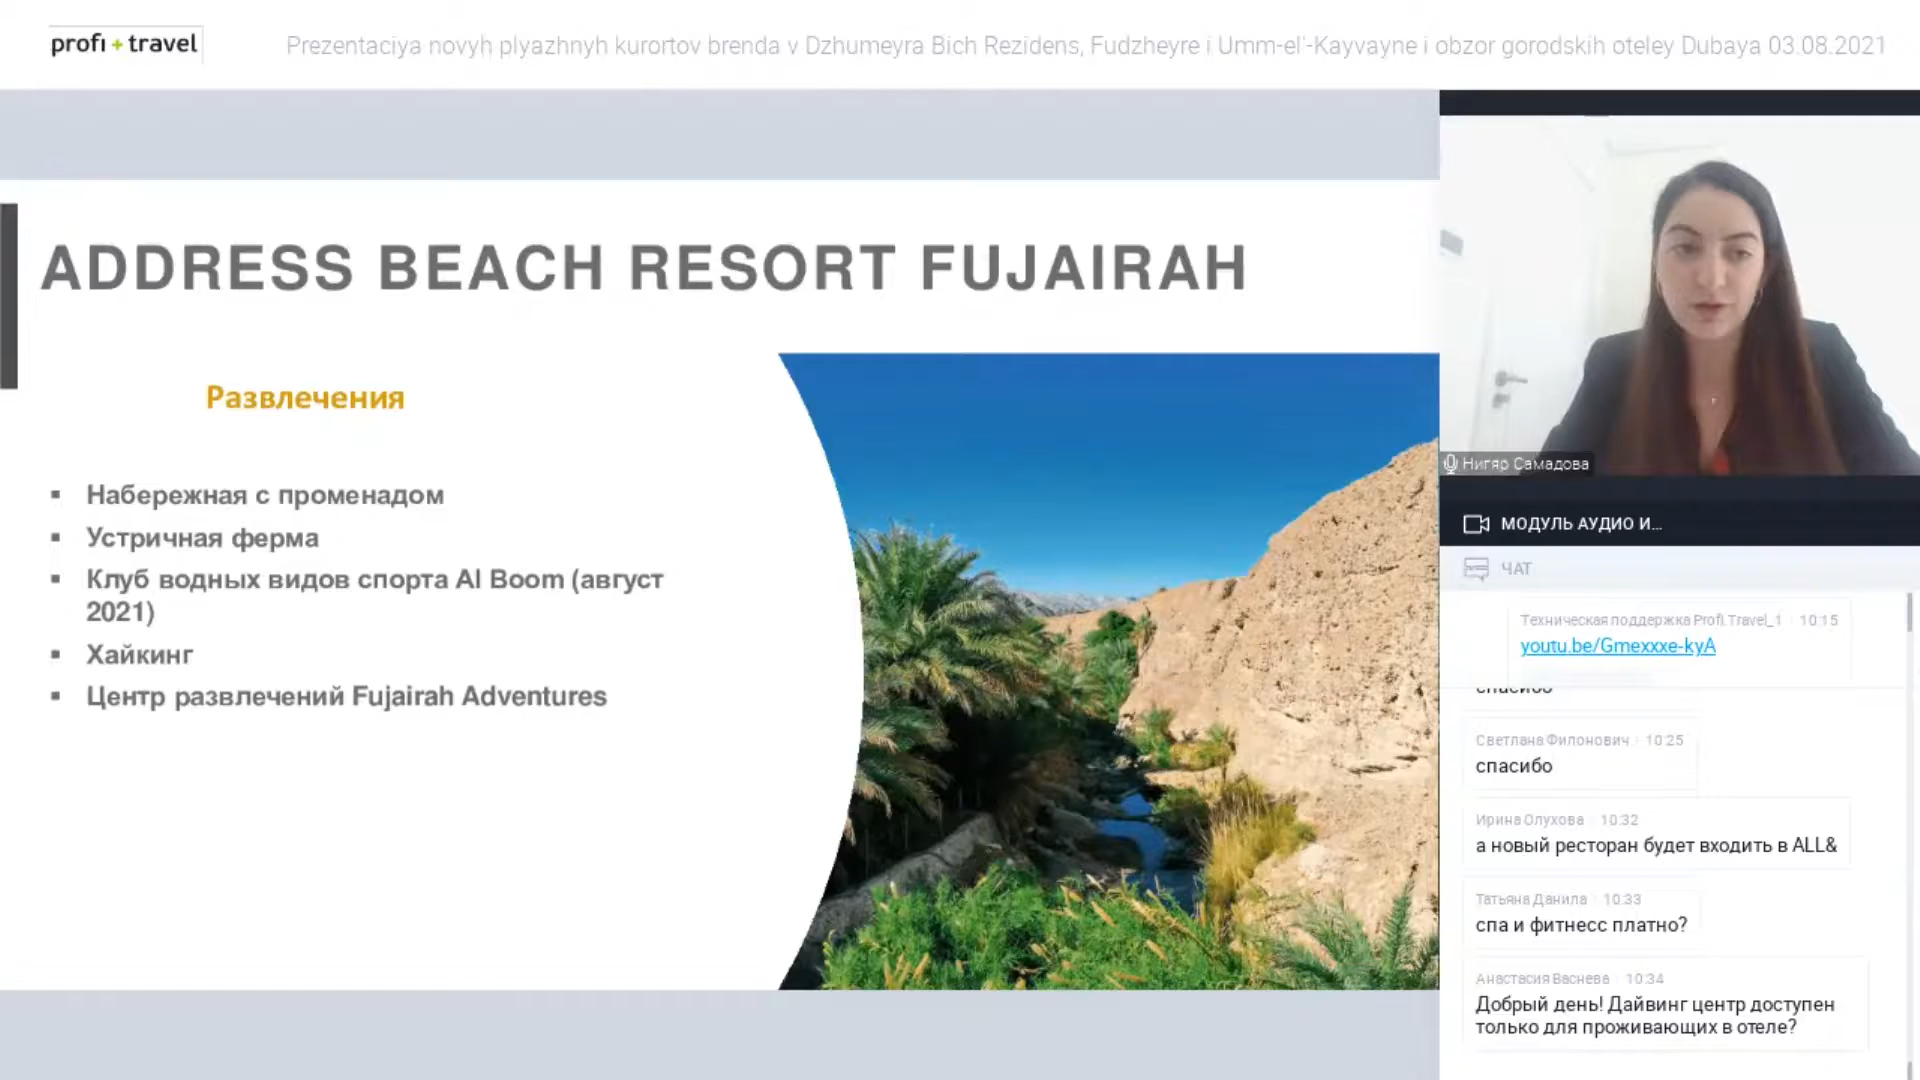 profi + travel
Prezentaciya novyh plyazhnyh kurortov brenda v Dzhumeyra Bich Rezidens, Fudzheyre i Umm-el'-Kayvayne i obzor gorodskih oteley Dubaya 03.08.2021
ADDRESS BEACH RESORT FUJAIRAH
Развлечения
▪ Набережная с променадом
▪ Устричная ферма
▪ Клуб водных видов спорта Al Boom (август
2021)
▪ Хайкинг
▪ Центр развлечений Fujairah Adventures
Нигяр Самадова
МОДУЛЬ АУДИО И...
ЧАТ
Техническая поддержка Profi.Travel_1 10:15
youtu.be/Gmexxxe-kyA
спасибо
Светлана Филонович 10:25
спасибо
Ирина Олухова 10:32
а новый ресторан будет входить в ALL&
Татьяна Данила 10:33
спа и фитнесс платно?
Анастасия Васнева 10:34
Добрый день! Дайвинг центр доступен
только для проживающих в отеле?